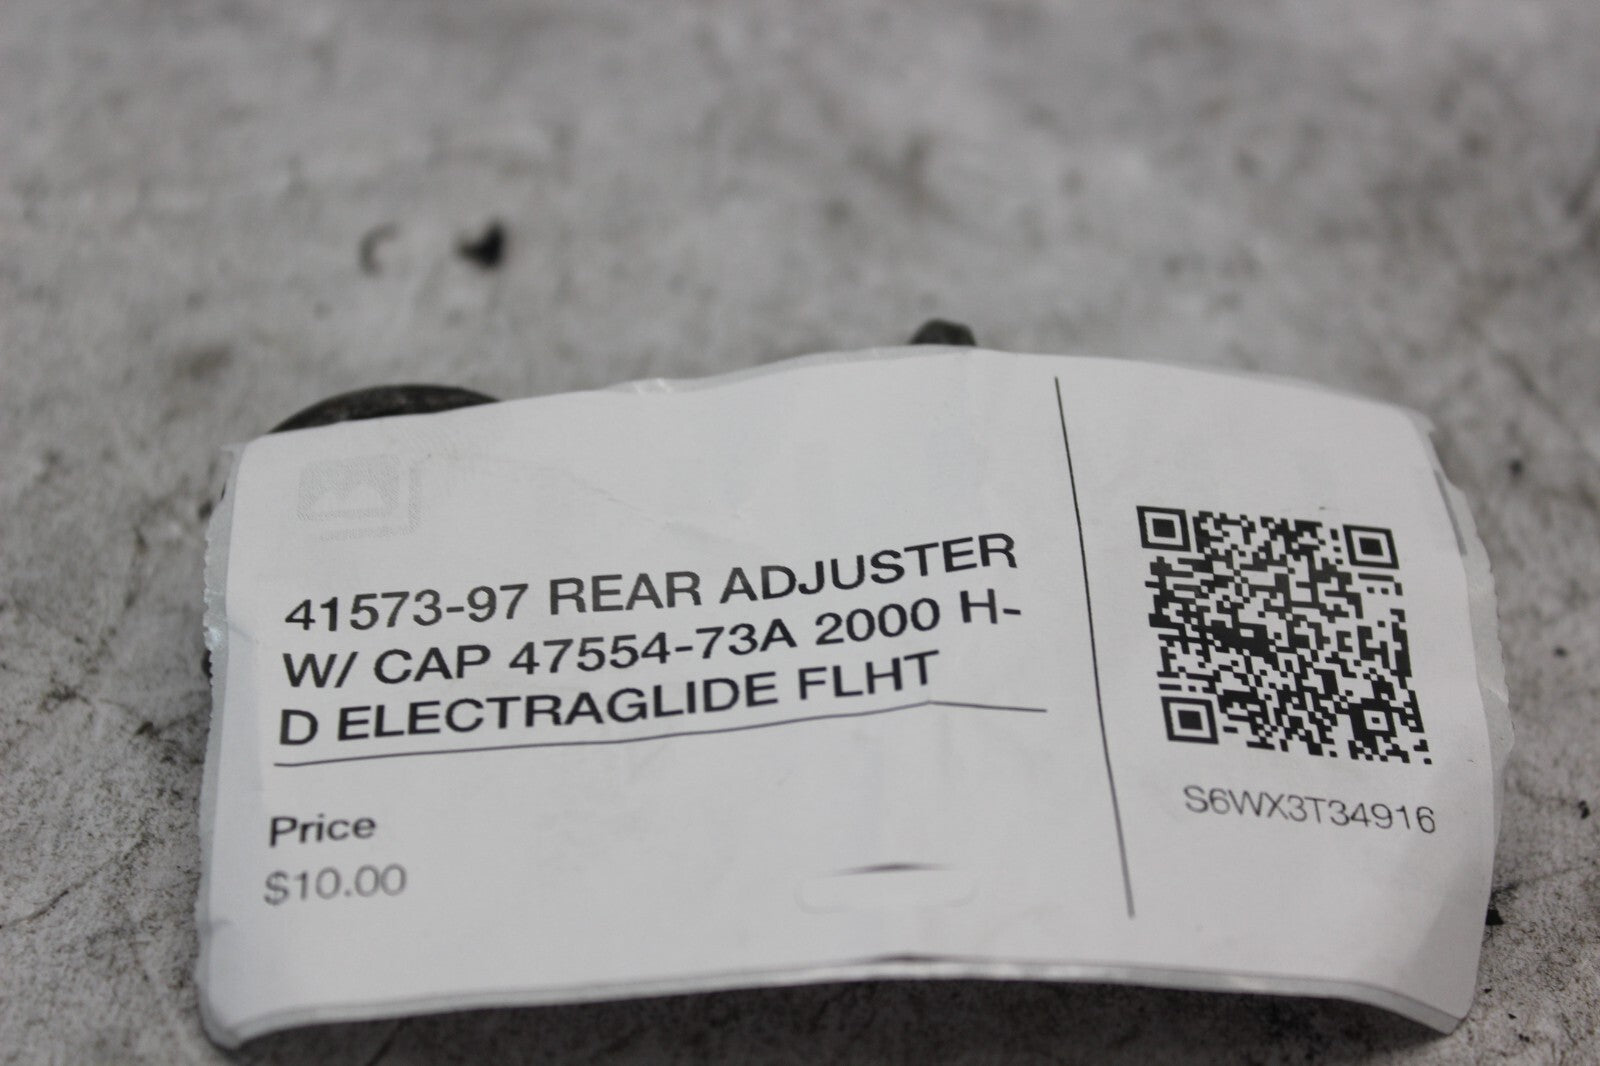 41573-97 REAR ADJUSTER
W/ CAP 47554-73A 2000 H-
D ELECTRAGLIDE FLHT
Price
$10.00
S6WX3T34916